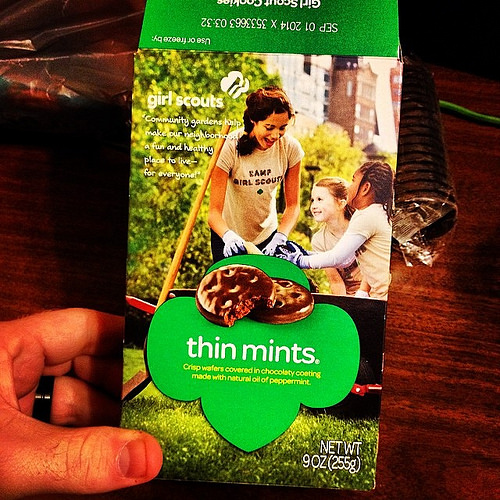 Girl Scout Cookies
SEP 01 2014 X 3533663 03:32
Use or freeze by:
girl scouts
"Community gardens help
make our neighborhood
a fun and healthy
place to live—
for everyone!"
CAMP
GIRL SCOUT
thin mints®
Crisp wafers covered in chocolaty coating
made with natural oil of peppermint.
NET WT
9 OZ (255g)